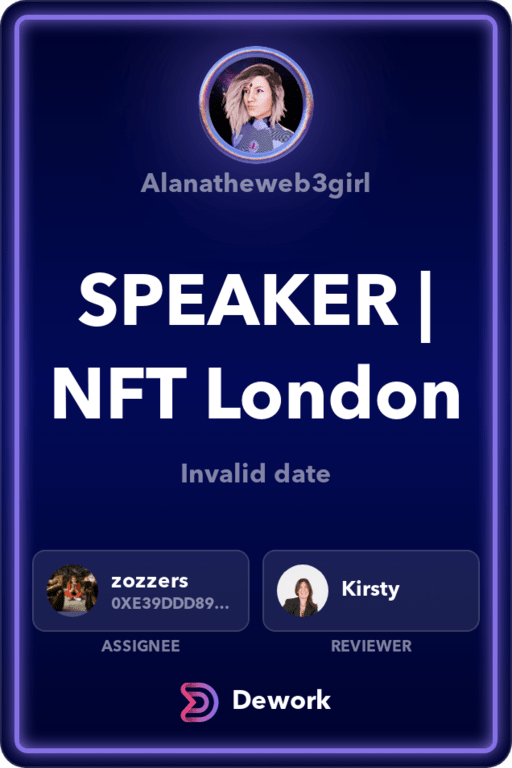 Alanatheweb3girl
SPEAKER |
NFT London
Invalid date
zozzers
0XE39DDD89...
Kirsty
ASSIGNEE
REVIEWER
Dework